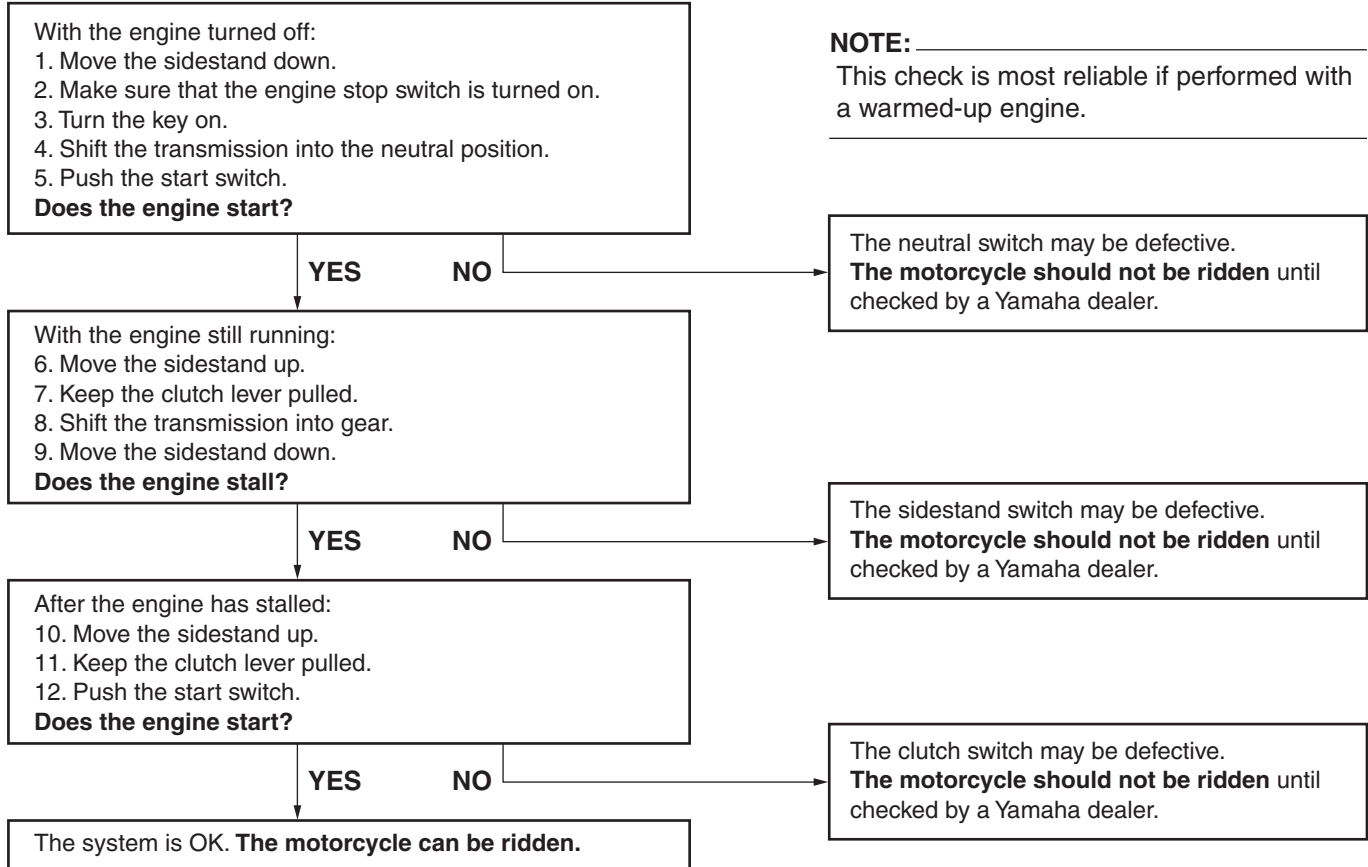 With the engine turned off:
1. Move the sidestand down.
2. Make sure that the engine stop switch is turned on.
3. Turn the key on.
4. Shift the transmission into the neutral position.
5. Push the start switch.
Does the engine start?
NOTE:
This check is most reliable if performed with
a warmed-up engine.
YES NO
The neutral switch may be defective.
The motorcycle should not be ridden until
checked by a Yamaha dealer.
With the engine still running:
6. Move the sidestand up.
7. Keep the clutch lever pulled.
8. Shift the transmission into gear.
9. Move the sidestand down.
Does the engine stall?
YES NO
The sidestand switch may be defective.
The motorcycle should not be ridden until
checked by a Yamaha dealer.
After the engine has stalled:
10. Move the sidestand up.
11. Keep the clutch lever pulled.
12. Push the start switch.
Does the engine start?
YES NO
The clutch switch may be defective.
The motorcycle should not be ridden until
checked by a Yamaha dealer.
The system is OK. The motorcycle can be ridden.